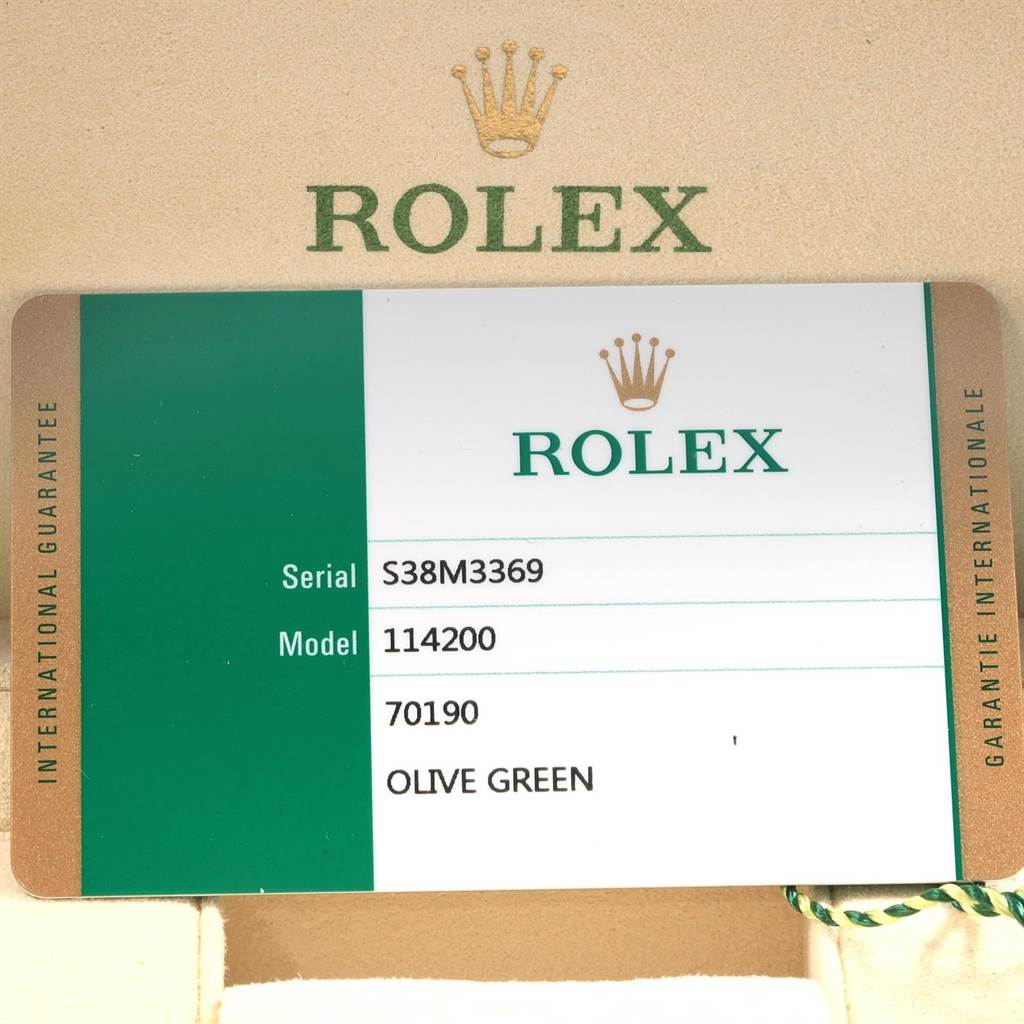 ROLEX
ROLEX
INTERNATIONAL GUARANTEE
Serial S38M3369
Model 114200
70190
OLIVE GREEN
GARANTIE INTERNATIONALE